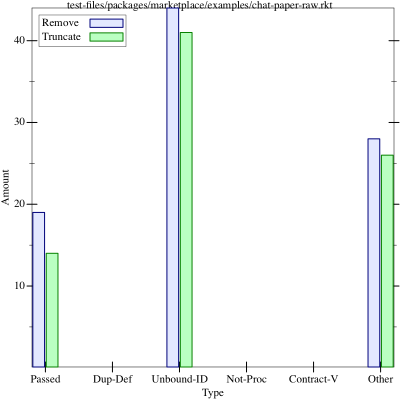 test-files/packages/marketplace/examples/chat-paper-raw.rkt
Remove
Truncate
40
30
20
10
Amount
Passed Dup-Def Unbound-ID Not-Proc Contract-V Other
Type